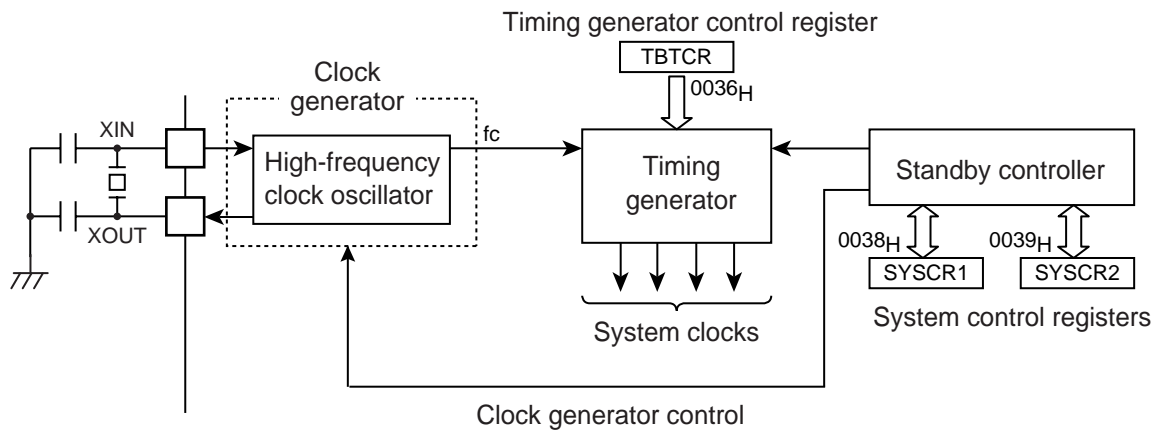 Timing generator control register
TBTCR
0036H
Clock
generator
XIN
High-frequency
clock oscillator
fc
Timing
generator
Standby controller
XOUT
0038H
0039H
SYSCR1
SYSCR2
System clocks
System control registers
Clock generator control